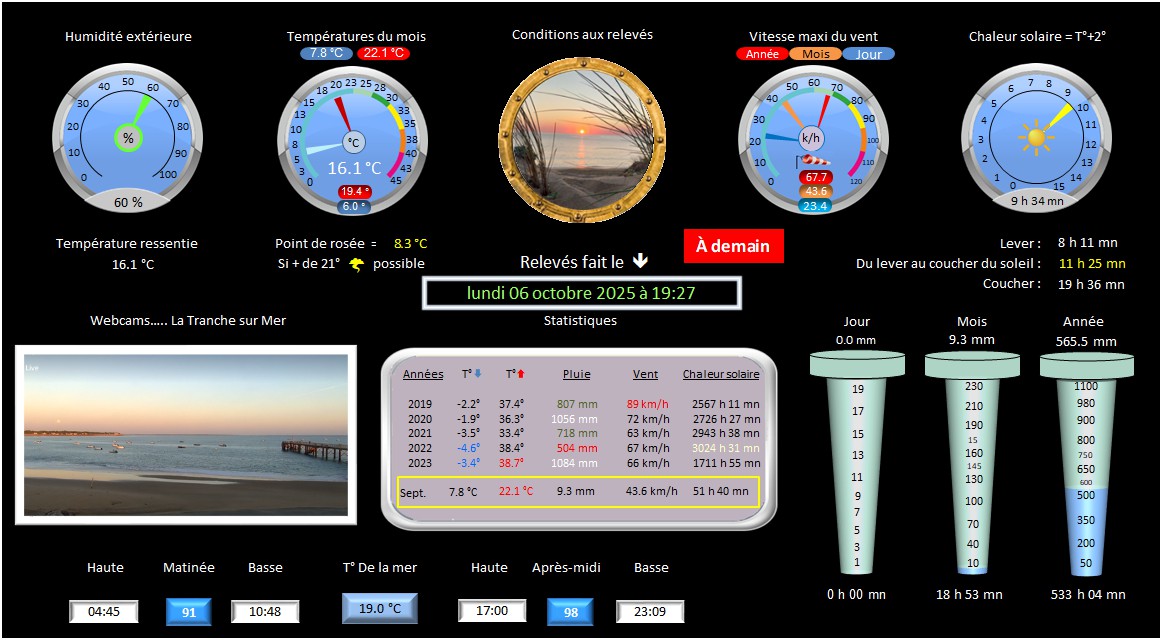 Humidité extérieure
Températures du mois
Conditions aux relevés
Vitesse maxi du vent
Chaleur solaire = T°+2°
7.8 °C 22.1 °C
Année Mois Jour
0 10 20 30 40 50 60 70 80 90 100
%
60 %
0 3 5 8 10 13 15 18 20 23 25 28 30 33 35 38 40 43 45
°C
16.1 °C
19.4 °
6.0 °
0 10 20 30 40 50 60 70 80 90 100 110 120
k/h
67.7
43.6
23.4
0 1 2 3 4 5 6 7 8 9 10 11 12 13 14 15
9 h 34 mn
Température ressentie
16.1 °C
Point de rosée = 8.3 °C
Si + de 21° possible
À demain
Relevés fait le
lundi 06 octobre 2025 à 19:27
Lever : 8 h 11 mn
Du lever au coucher du soleil : 11 h 25 mn
Coucher : 19 h 36 mn
Webcams….. La Tranche sur Mer
Live
Statistiques
Années T° T° Pluie Vent Chaleur solaire
2019 -2.2° 37.4° 807 mm 89 km/h 2567 h 11 mn
2020 -1.9° 36.3° 1056 mm 72 km/h 2726 h 27 mn
2021 -3.5° 33.4° 718 mm 63 km/h 2943 h 38 mn
2022 -4.6° 38.4° 504 mm 67 km/h 3024 h 31 mn
2023 -3.4° 38.7° 1084 mm 66 km/h 1711 h 55 mn
Sept. 7.8 °C 22.1 °C 9.3 mm 43.6 km/h 51 h 40 mn
Jour
0.0 mm
19
17
15
13
11
9
7
5
3
1
0 h 00 mn
Mois
9.3 mm
230
210
190
15
160
145
130
100
70
40
10
18 h 53 mn
Année
565.5 mm
1100
980
900
800
750
650
600
500
350
200
50
533 h 04 mn
Haute Matinée Basse T° De la mer Haute Après-midi Basse
04:45 91 10:48 19.0 °C 17:00 98 23:09